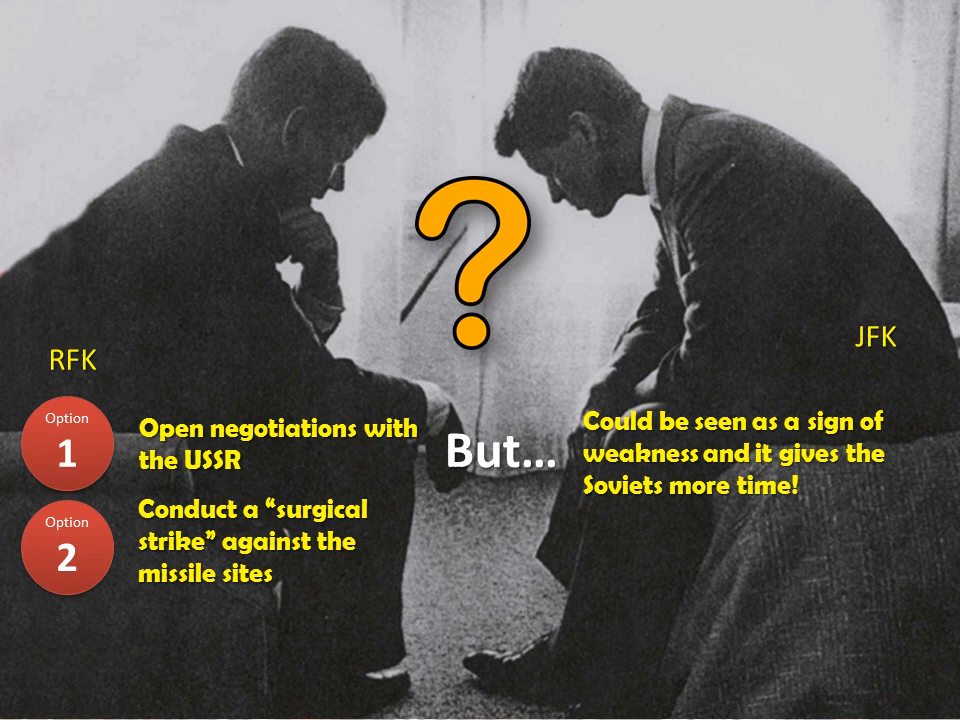 ?
RFK
JFK
Option
1
Open negotiations with
the USSR
But...
Could be seen as a sign of
weakness and it gives the
Soviets more time!
Option
2
Conduct a “surgical
strike” against the
missile sites